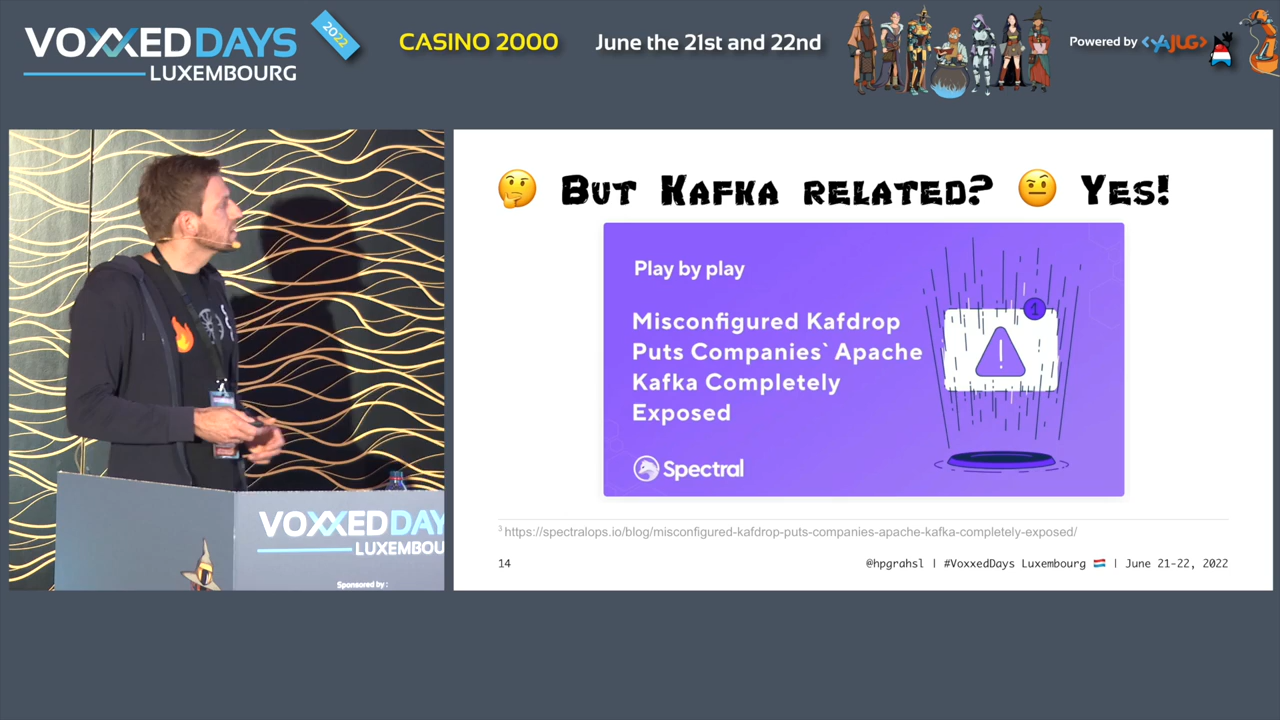 VOXXED DAYS
LUXEMBOURG
2022
CASINO 2000
June the 21st and 22nd
Powered by <YAJUG>
🤔 But Kafka related? 🤨 Yes!
Play by play
Misconfigured Kafdrop
Puts Companies` Apache
Kafka Completely
Exposed
1
!
Spectral
3 https://spectralops.io/blog/misconfigured-kafdrop-puts-companies-apache-kafka-completely-exposed/
14
@hpgrahsl | #VoxxedDays Luxembourg 🇱🇺 | June 21-22, 2022
VOXXED DAY
LUXEMBOU
Sponsored by :